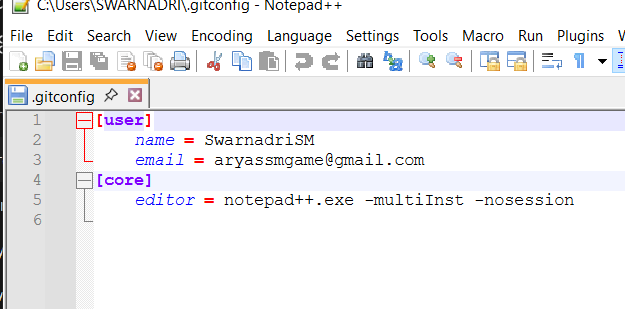 C:\Users\SWARNADRI\.gitconfig - Notepad++
File Edit Search View Encoding Language Settings Tools Macro Run Plugins W
.gitconfig
1 [user]
2 name = SwarnadriSM
3 email = aryassmgame@gmail.com
4 [core]
5 editor = notepad++.exe -multiInst -nosession
6